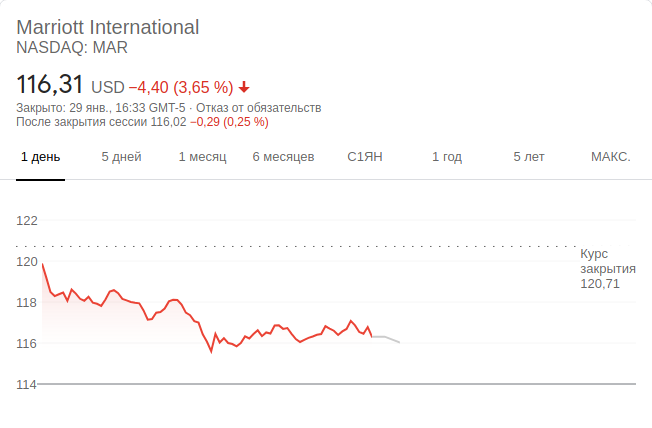 Marriott International
NASDAQ: MAR
116,31 USD −4,40 (3,65 %)
Закрыто: 29 янв., 16:33 GMT-5 · Отказ от обязательств
После закрытия сессии 116,02 −0,29 (0,25 %)
1 день 5 дней 1 месяц 6 месяцев С1ЯН 1 год 5 лет МАКС.
122
Курс
закрытия
120,71
120
118
116
114